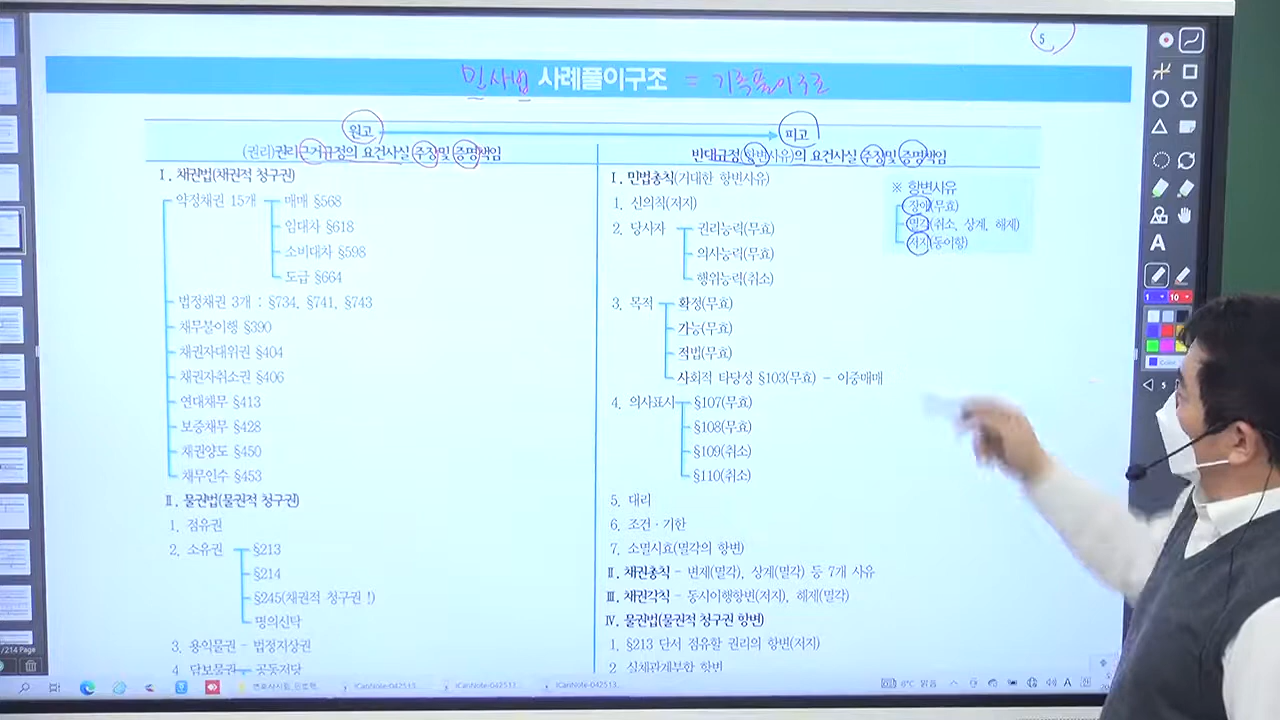 5
민사법 사례풀이구조 = 기록풀이구조
원고
피고
(권리)권리근거규정의 요건사실 주장및 증명책임
반대규정(항변사유)의 요건사실 주장및 증명책임
Ⅰ. 채권법(채권적 청구권)
약정채권 15개
매매 §568
임대차 §618
소비대차 §598
도급 §664
법정채권 3개 : §734, §741, §743
채무불이행 §390
채권자대위권 §404
채권자취소권 §406
연대채무 §413
보증채무 §428
채권양도 §450
채무인수 §453
Ⅱ. 물권법(물권적 청구권)
1. 점유권
2. 소유권
§213
§214
§245(채권적 청구권 !)
명의신탁
3. 용익물권 - 법정지상권
4 담보물권 공동저당
Ⅰ. 민법총칙(거대한 항변사유)
1. 신의칙(저지)
2. 당사자
권리능력(무효)
의사능력(무효)
행위능력(취소)
3. 목적
확정(무효)
가능(무효)
적법(무효)
사회적 타당성 §103(무효) - 이중매매
4. 의사표시
§107(무효)
§108(무효)
§109(취소)
§110(취소)
5. 대리
6. 조건 · 기한
7. 소멸시효(멸각의 항변)
Ⅱ. 채권총칙 - 변제(멸각), 상계(멸각) 등 7개 사유
Ⅲ. 채권각칙 - 동시이행항변(저지), 해제(멸각)
Ⅳ. 물권법(물권적 청구권 항변)
1. §213 단서 점유할 권리의 항변(저지)
2 실체관계부합 항변
※ 항변사유
장애(무효)
멸각(취소, 상계, 해제)
저지(동이항)
A
1
10
Color
5
/214 Page
iCanNote-042513...
iCanNote-042513...
iCanNote-042513...
6°C 맑음
A